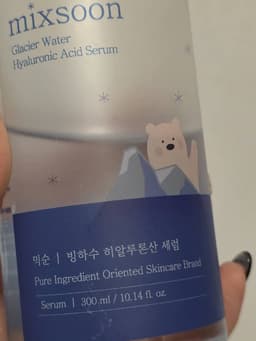 mixsoon
Glacier Water
Hyaluronic Acid Serum
믹순 | 빙하수 히알루론산 세럼
Pure Ingredient Oriented Skincare Brand
Serum | 300 ml / 10.14 fl. oz.